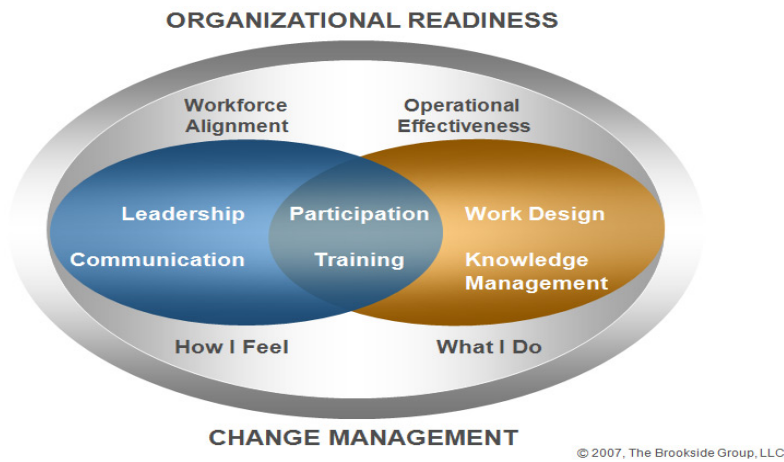 ORGANIZATIONAL READINESS
Workforce
Alignment
Operational
Effectiveness
Leadership
Participation
Work Design
Communication
Training
Knowledge
Management
How I Feel
What I Do
CHANGE MANAGEMENT
© 2007, The Brookside Group, LLC